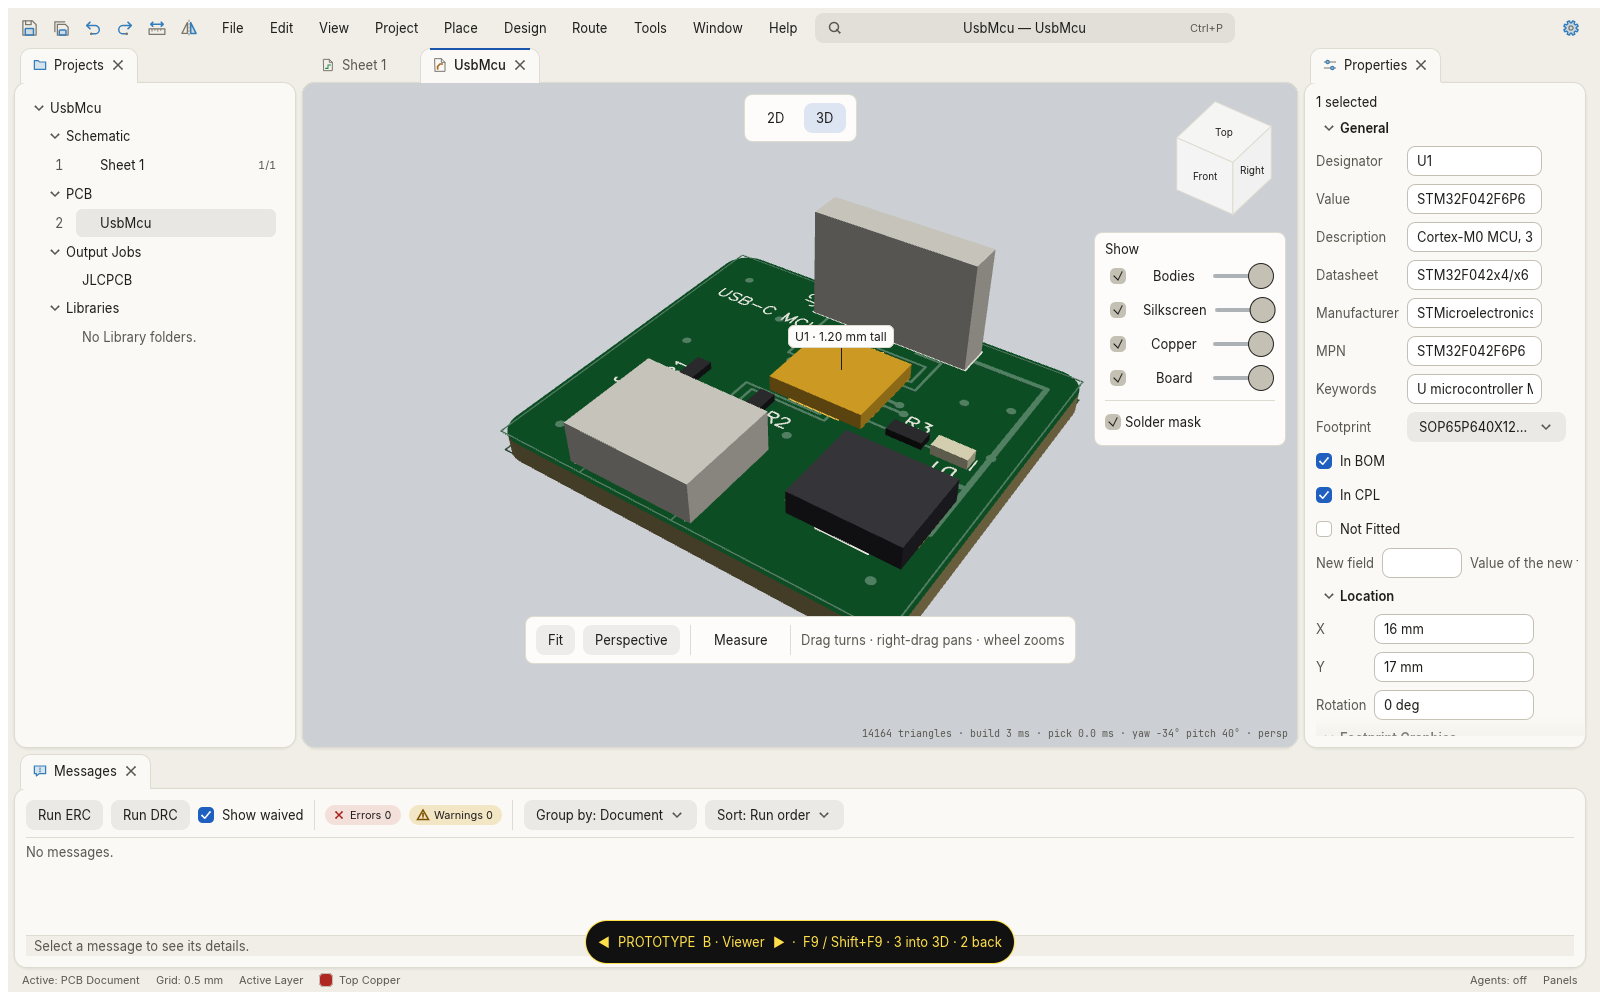 File Edit View Project Place Design Route Tools Window Help
UsbMcu — UsbMcu Ctrl+P
Projects
Sheet 1
UsbMcu
Properties
UsbMcu
Schematic
1 Sheet 1 1/1
PCB
2 UsbMcu
Output Jobs
JLCPCB
Libraries
No Library folders.
2D 3D
Top
Front Right
USB-C MCU
U1 · 1.20 mm tall
R2
R3
Show
Bodies
Silkscreen
Copper
Board
Solder mask
Fit Perspective Measure Drag turns · right-drag pans · wheel zooms
14164 triangles · build 3 ms · pick 0.0 ms · yaw -34° pitch 40° · persp
1 selected
General
Designator U1
Value STM32F042F6P6
Description Cortex-M0 MCU, 3
Datasheet STM32F042x4/x6
Manufacturer STMicroelectronics
MPN STM32F042F6P6
Keywords U microcontroller M
Footprint SOP65P640X12...
In BOM
In CPL
Not Fitted
New field Value of the new
Location
X 16 mm
Y 17 mm
Rotation 0 deg
Footprint Graphics
Messages
Run ERC Run DRC Show waived Errors 0 Warnings 0 Group by: Document Sort: Run order
No messages.
Select a message to see its details.
◀ PROTOTYPE B · Viewer ▶ · F9 / Shift+F9 · 3 into 3D · 2 back
Active: PCB Document Grid: 0.5 mm Active Layer Top Copper Agents: off Panels